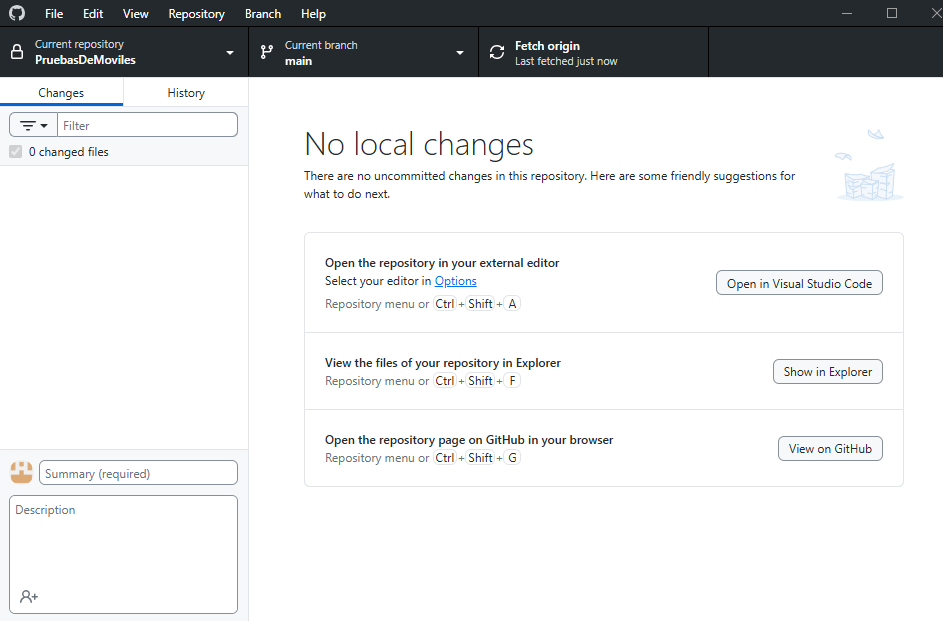 File Edit View Repository Branch Help
Current repository
PruebasDeMoviles
Current branch
main
Fetch origin
Last fetched just now
Changes History
Filter
0 changed files
No local changes
There are no uncommitted changes in this repository. Here are some friendly suggestions for
what to do next.
Open the repository in your external editor
Select your editor in Options
Repository menu or Ctrl + Shift + A
Open in Visual Studio Code
View the files of your repository in Explorer
Repository menu or Ctrl + Shift + F
Show in Explorer
Open the repository page on GitHub in your browser
Repository menu or Ctrl + Shift + G
View on GitHub
Summary (required)
Description